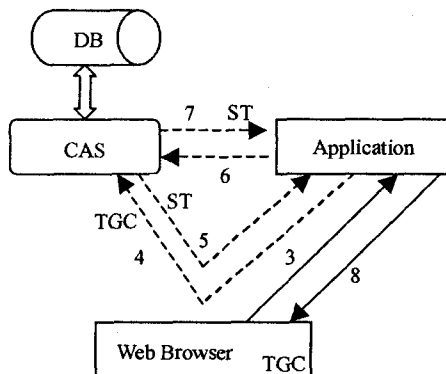 DB
7 ST
CAS
Application
6
ST
TGC
4
5
3
8
Web Browser
TGC